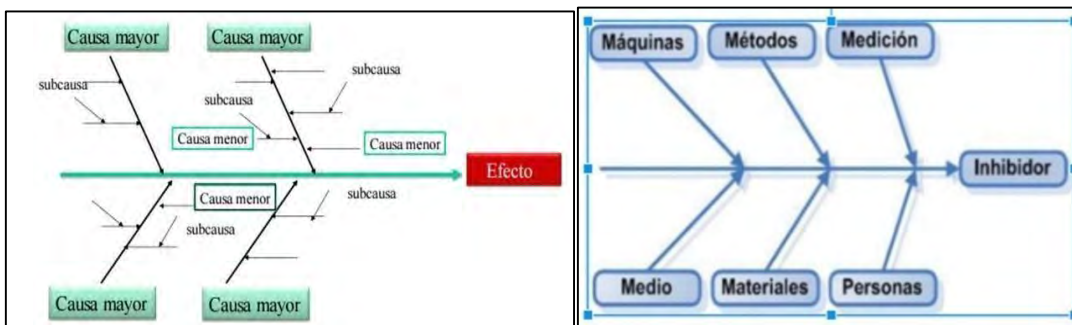 Causa mayor
Causa mayor
subcausa
subcausa
subcausa
Causa menor
Causa menor
Efecto
Causa menor
subcausa
subcausa
Causa mayor
Causa mayor
Máquinas
Métodos
Medición
Inhibidor
Medio
Materiales
Personas